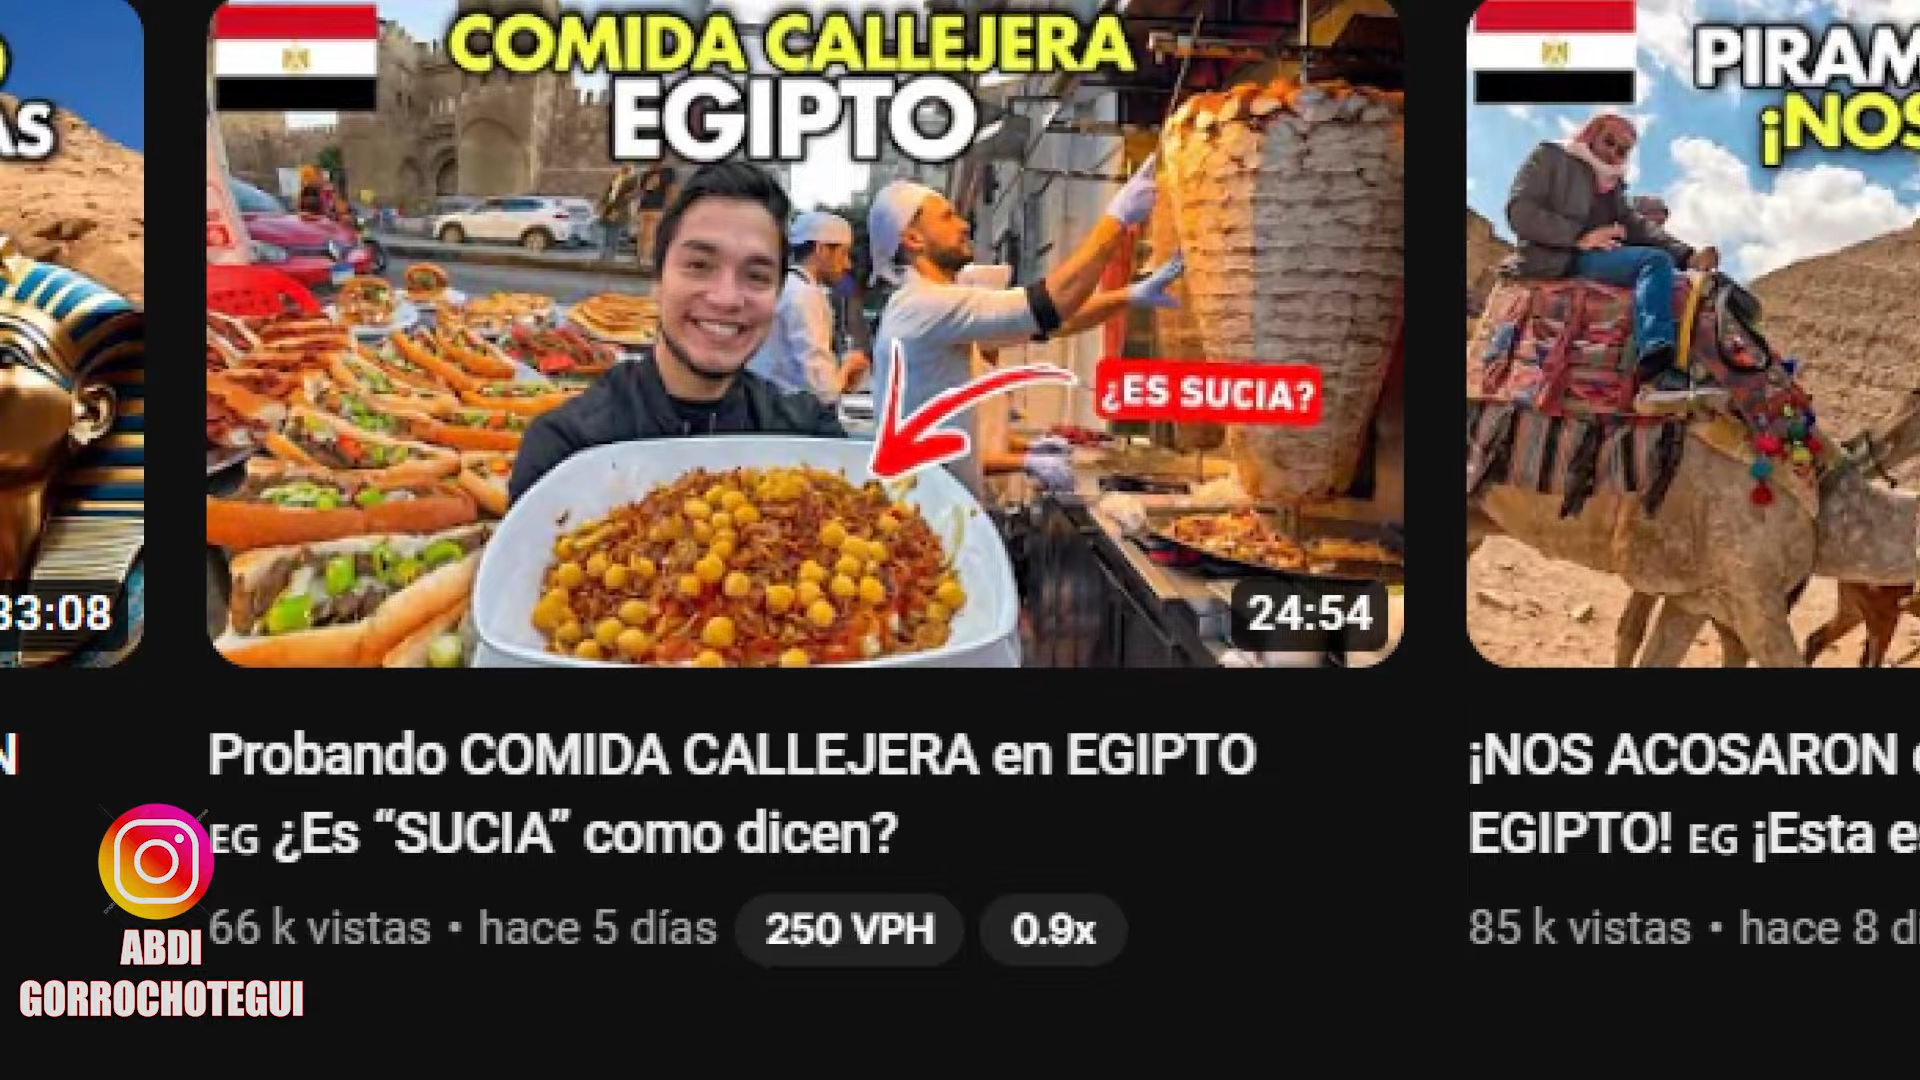 AS
33:08
N
COMIDA CALLEJERA
EGIPTO
¿ES SUCIA?
24:54
Probando COMIDA CALLEJERA en EGIPTO
EG ¿Es “SUCIA” como dicen?
66 k vistas • hace 5 días
250 VPH
0.9x
PIRAM
¡NOS
¡NOS ACOSARON
EGIPTO! EG ¡Esta e
85 k vistas • hace 8 d
ABDI
GORROCHOTEGUI